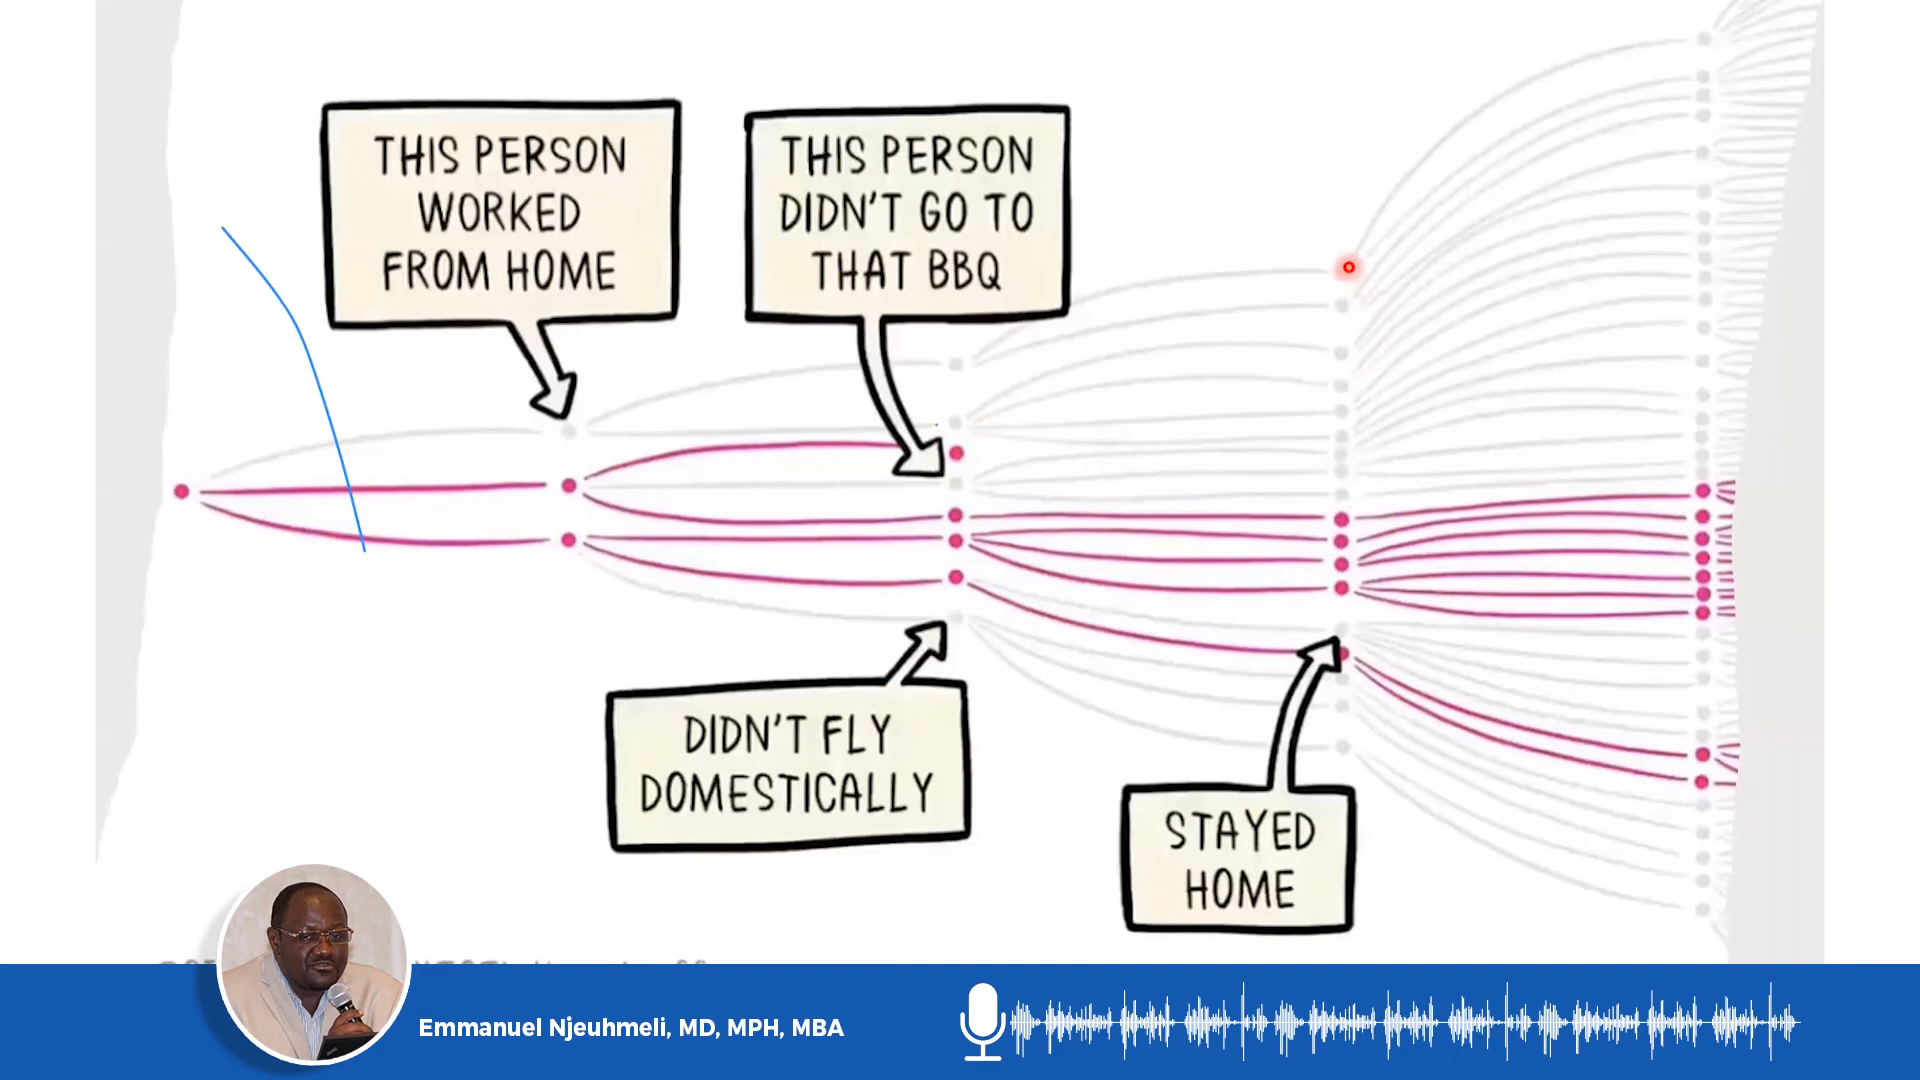 THIS PERSON
WORKED
FROM HOME
THIS PERSON
DIDN'T GO TO
THAT BBQ
DIDN'T FLY
DOMESTICALLY
STAYED
HOME
Emmanuel Njeuhmeli, MD, MPH, MBA